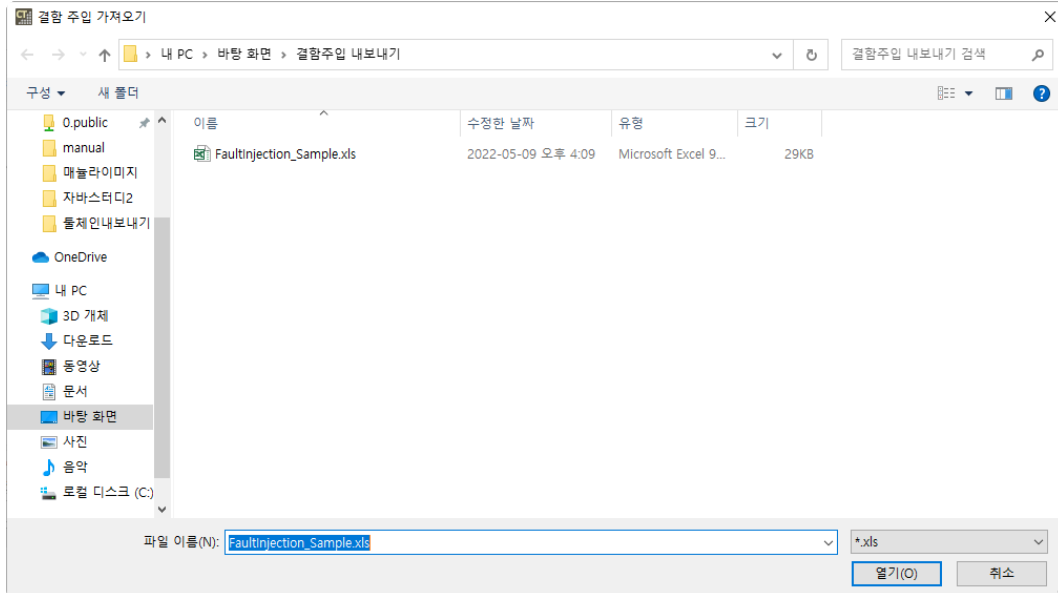 결함 주입 가져오기
내 PC > 바탕 화면 > 결함주입 내보내기
결함주입 내보내기 검색
구성
새 폴더
0.public
manual
매뉴라이미지
자바스터디2
툴체인내보내기
OneDrive
내 PC
3D 개체
다운로드
동영상
문서
바탕 화면
사진
음악
로컬 디스크 (C:)
이름 수정한 날짜 유형 크기
FaultInjection_Sample.xls 2022-05-09 오후 4:09 Microsoft Excel 9... 29KB
파일 이름(N): FaultInjection_Sample.xls
*.xls
열기(O) 취소